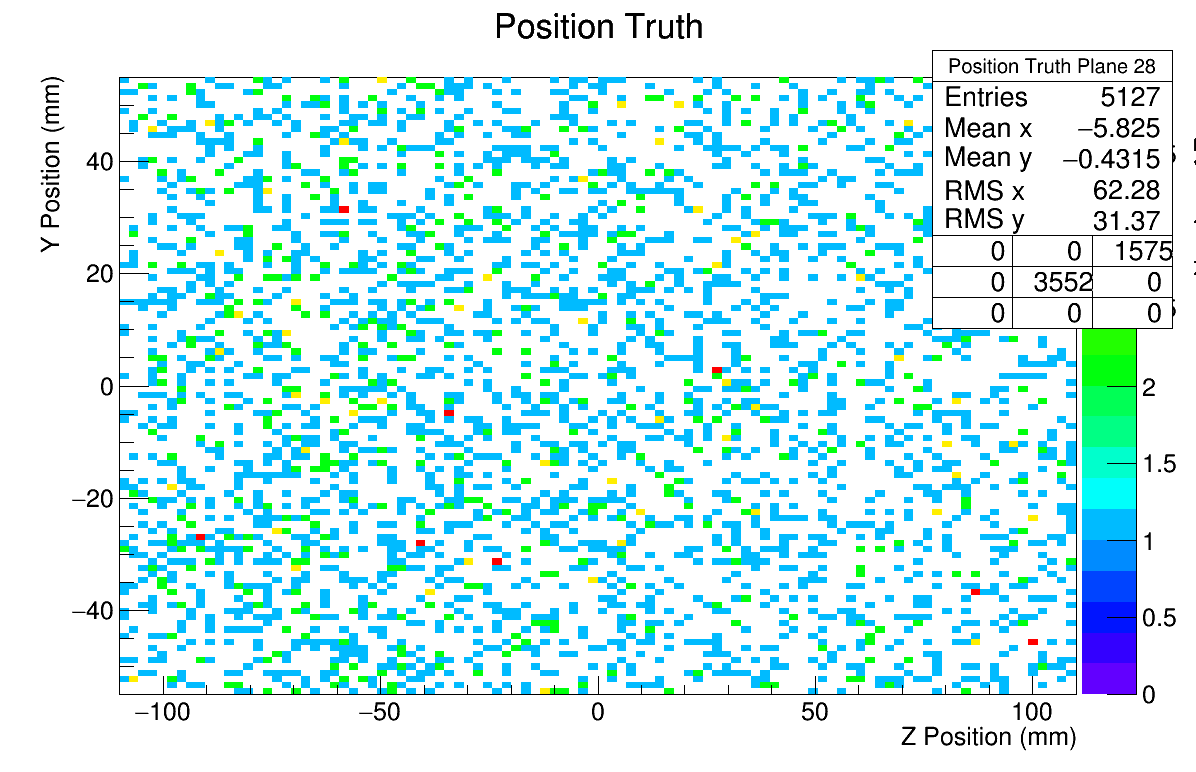 Position Truth
Position Truth Plane 28
Entries 5127
Mean x −5.825
Mean y −0.4315
RMS x 62.28
RMS y 31.37
0 0 1575
0 3552 0
0 0 0
Y Position (mm)
40
20
0
−20
−40
−100 −50 0 50 100
Z Position (mm)
2
1.5
1
0.5
0